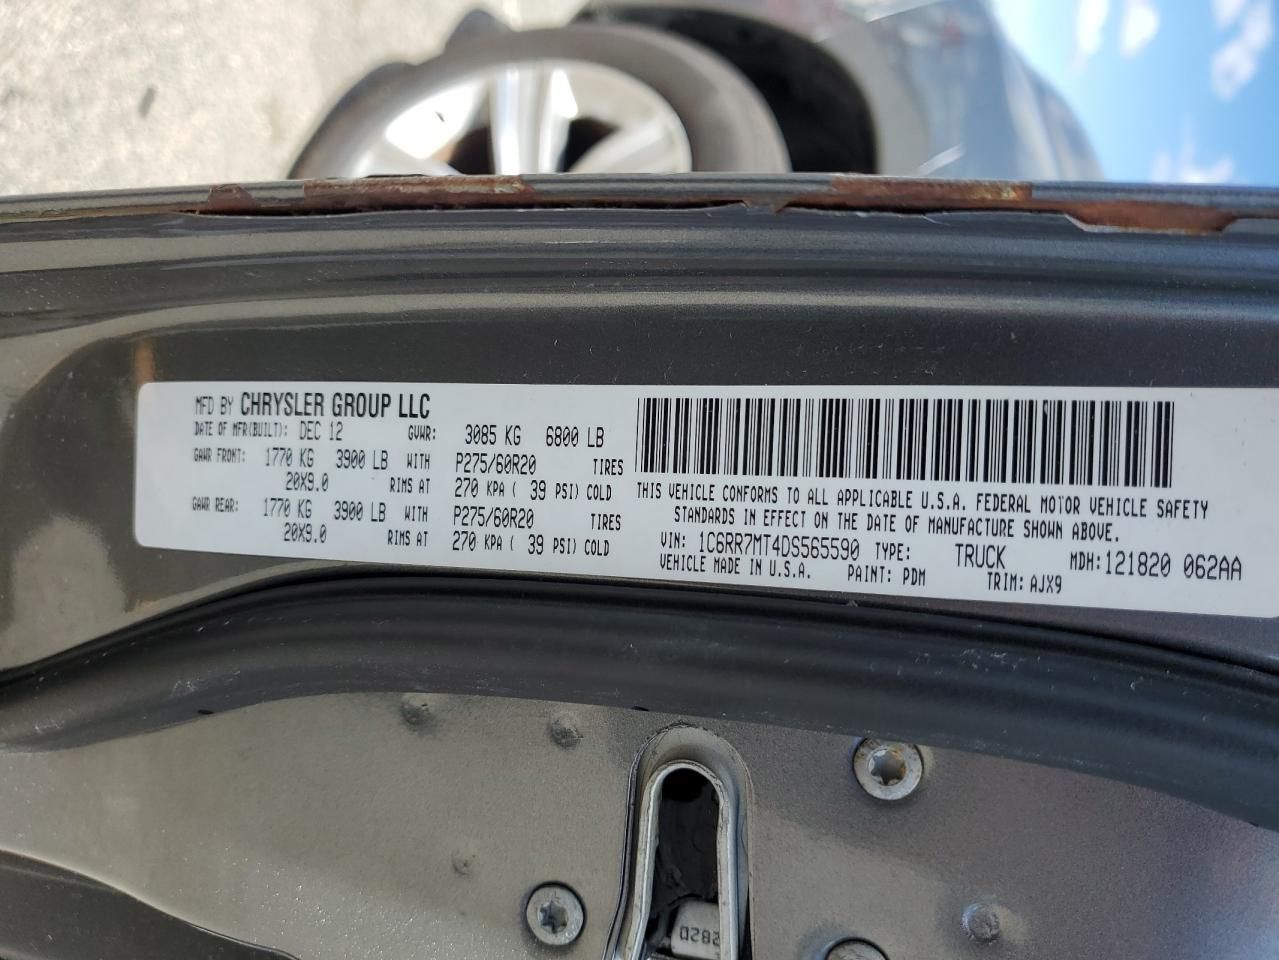 MFD BY CHRYSLER GROUP LLC
DATE OF MFR(BUILT): DEC 12 GVWR: 3085 KG 6800 LB
GAWR FRONT: 1770 KG 3900 LB WITH P275/60R20 TIRES
20X9.0 RIMS AT 270 KPA ( 39 PSI) COLD
GAWR REAR: 1770 KG 3900 LB WITH P275/60R20 TIRES
20X9.0 RIMS AT 270 KPA ( 39 PSI) COLD
THIS VEHICLE CONFORMS TO ALL APPLICABLE U.S.A. FEDERAL MOTOR VEHICLE SAFETY
STANDARDS IN EFFECT ON THE DATE OF MANUFACTURE SHOWN ABOVE.
VIN: 1C6RR7MT4DS565590 TYPE: TRUCK MDH: 121820 062AA
VEHICLE MADE IN U.S.A. PAINT: PDM TRIM: AJX9